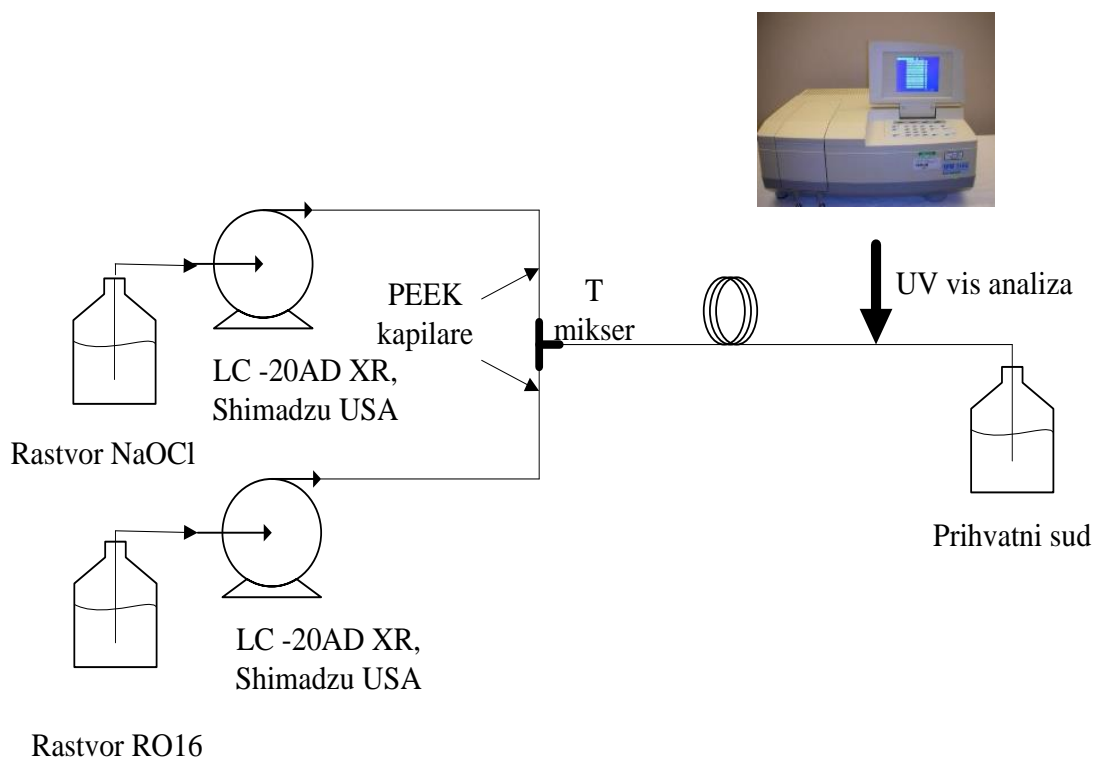 UV vis analiza
T
mikser
PEEK
kapilare
LC -20AD XR,
Shimadzu USA
Rastvor NaOCl
Prihvatni sud
LC -20AD XR,
Shimadzu USA
Rastvor RO16